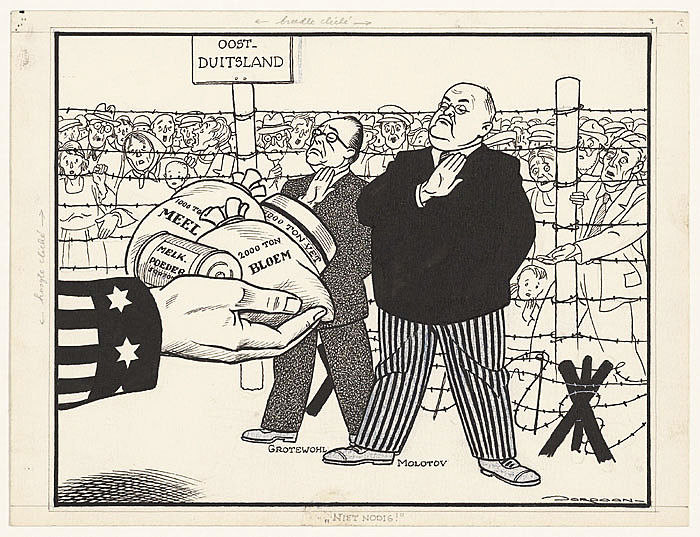 ← breedte cliché →
OOST-
DUITSLAND
← hoogte cliché →
1000 TON
MEEL
1000 TON VET
2000 TON
BLOEM
MELK-
POEDER
GROTEWOHL
MOLOTOV
"NIET NODIG!"